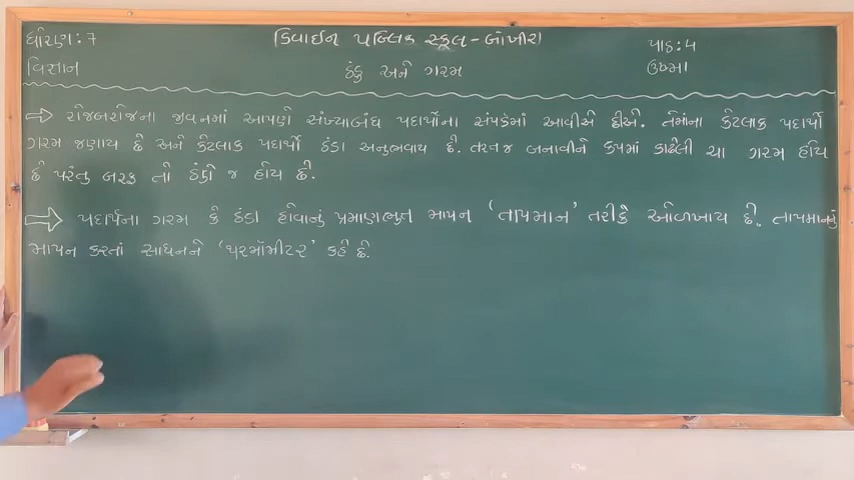 ધોરણ : 7 ડિવાઈન પબ્લિક સ્કૂલ - લાંખીરા પાઠ : 4
વિજ્ઞાન ઠંડુ અને ગરમ ઉષ્મા
⇨ રોજબરોજના જીવનમાં આપણે સંખ્યાબંધ પદાર્થોના સંપર્કમાં આવીએ છીએ. તેમાંના કેટલાક પદાર્થો
ગરમ જણાય છે અને કેટલાક પદાર્થો ઠંડા અનુભવાય છે. તરત જ બનાવીને કપમાં કાઢેલી ચા ગરમ હોય
છે પરંતુ બરફ તો ઠંડો જ હોય છે.
⇨ પદાર્થના ગરમ કે ઠંડા હોવાનું પ્રમાણભુત માપન 'તાપમાન' તરીકે ઓળખાય છે. તાપમાનનું
માપન કરતાં સાધનને 'થરમૉમીટર' કહે છે.